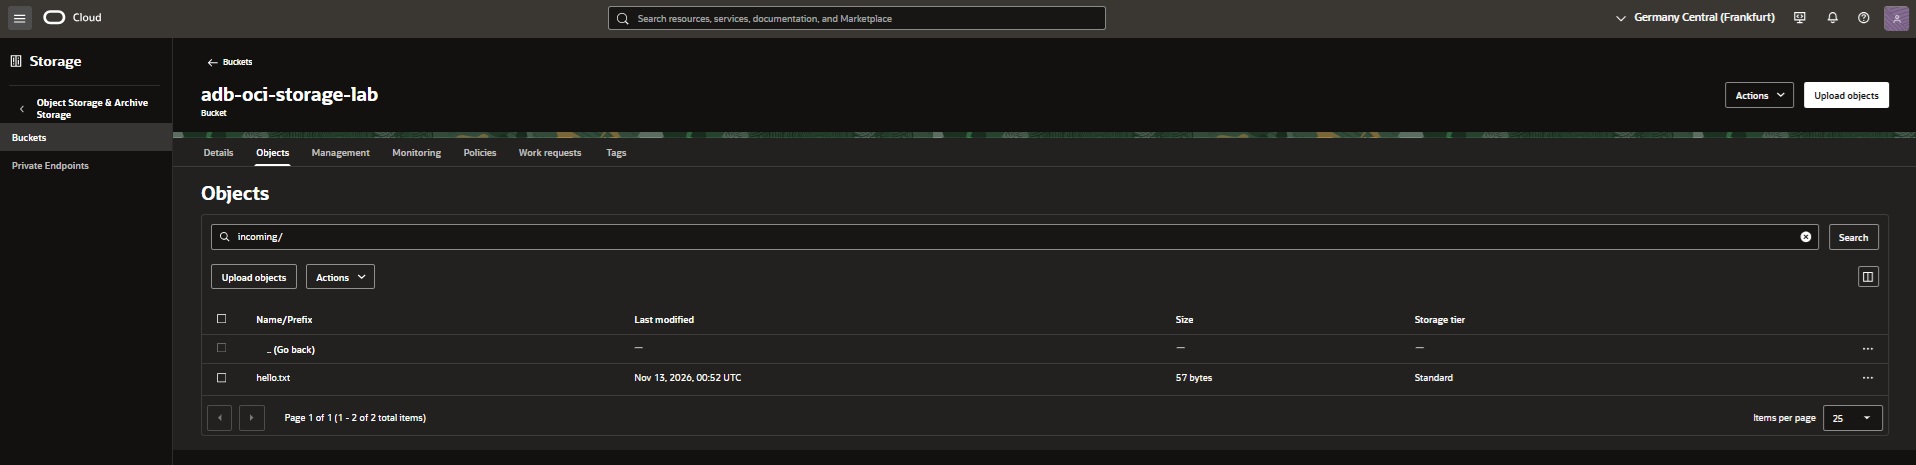 Cloud
Search resources, services, documentation, and Marketplace
Germany Central (Frankfurt)
Storage
Object Storage & Archive
Storage
Buckets
Private Endpoints
Buckets
adb-oci-storage-lab
Bucket
Actions
Upload objects
Details Objects Management Monitoring Policies Work requests Tags
Objects
incoming/
Search
Upload objects Actions
Name/Prefix Last modified Size Storage tier
.. (Go back) — — —
hello.txt Nov 13, 2026, 00:52 UTC 57 bytes Standard
Page 1 of 1 (1 - 2 of 2 total items)
Items per page 25